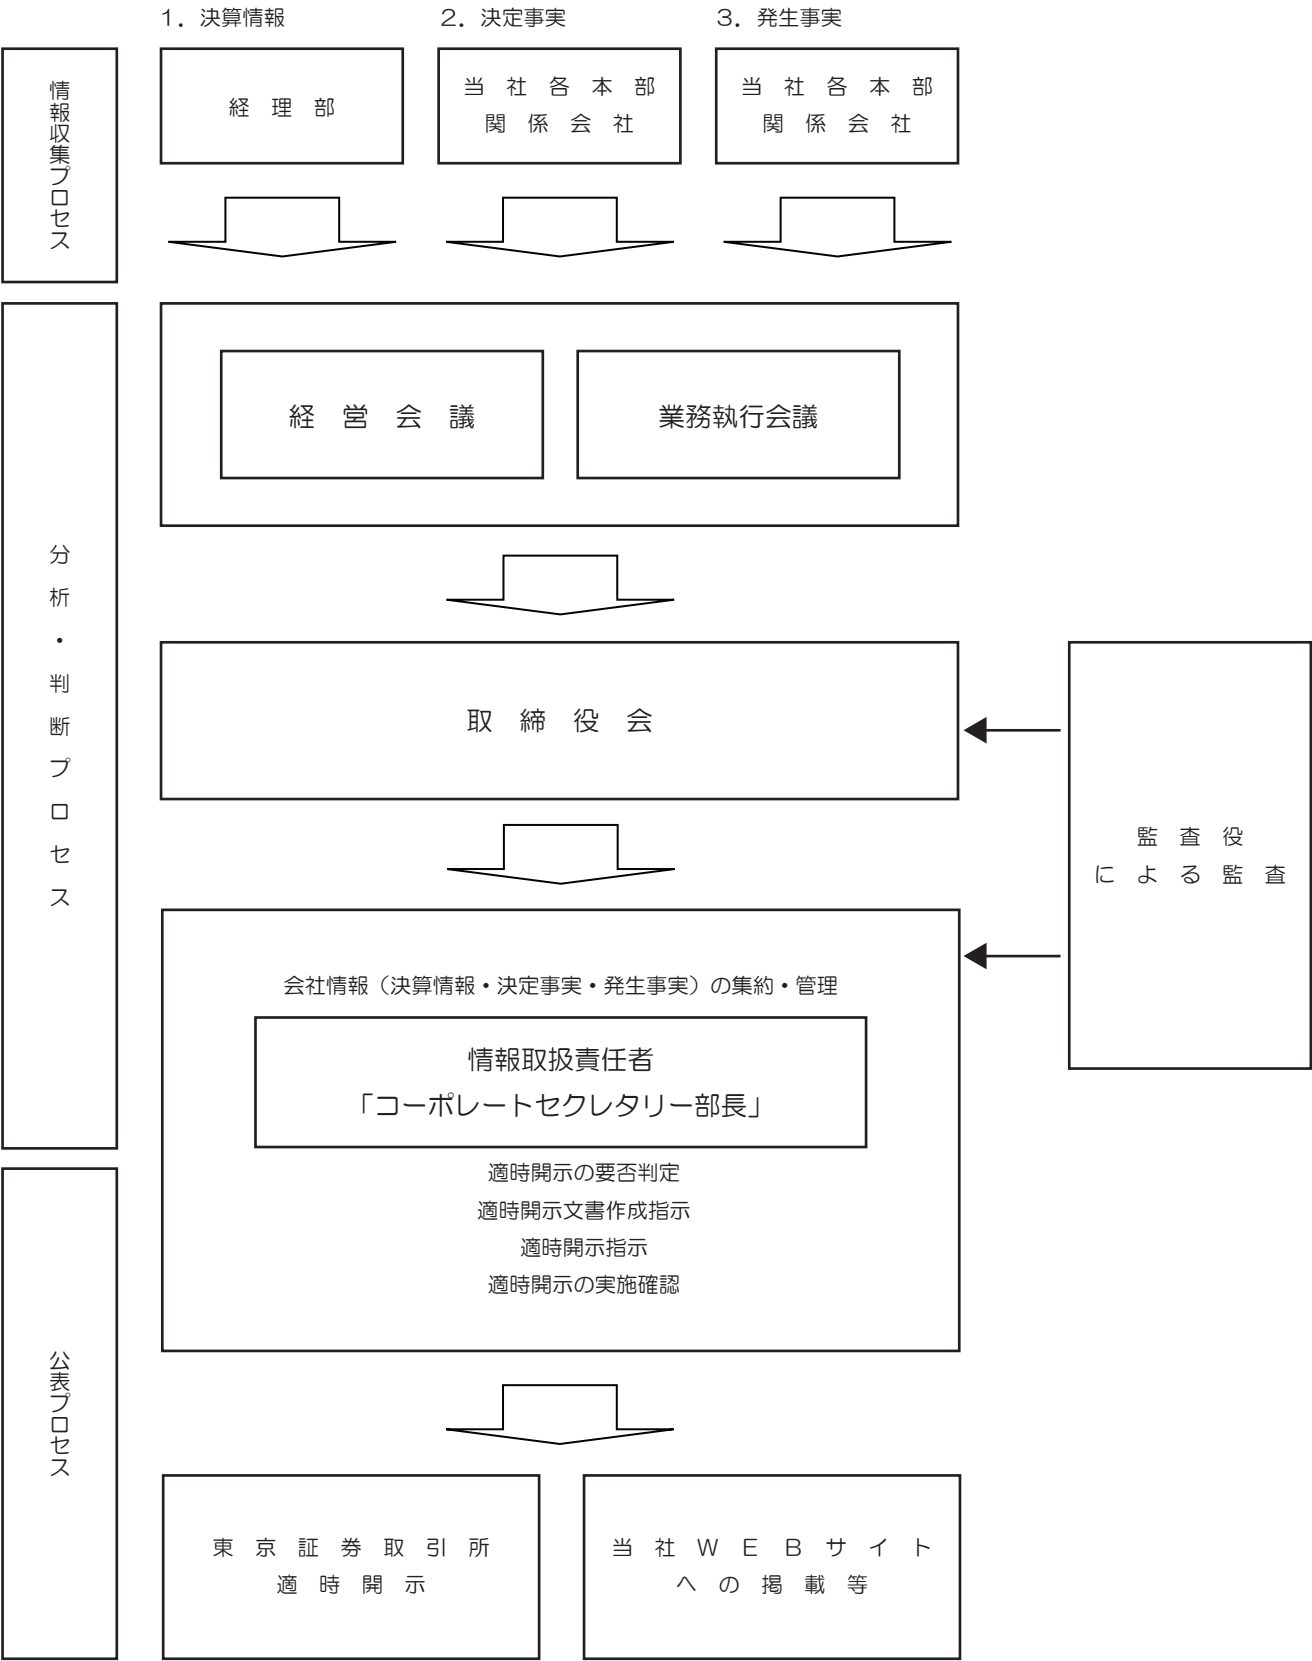 1．決算情報
2．決定事実
3．発生事実
情報収集プロセス
経理部
当社各本部
関係会社
当社各本部
関係会社
分析・判断プロセス
経営会議
業務執行会議
取締役会
監査役
による監査
会社情報（決算情報・決定事実・発生事実）の集約・管理
情報取扱責任者
「コーポレートセクレタリー部長」
適時開示の要否判定
適時開示文書作成指示
適時開示指示
適時開示の実施確認
公表プロセス
東京証券取引所
適時開示
当社WEBサイト
への掲載等